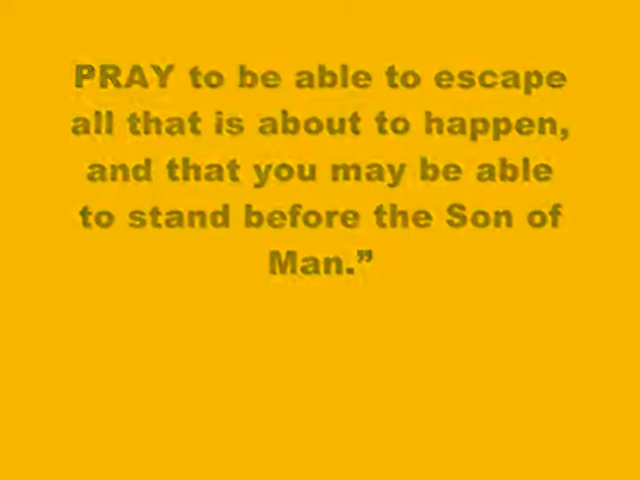 PRAY to be able to escape
all that is about to happen,
and that you may be able
to stand before the Son of
Man.”